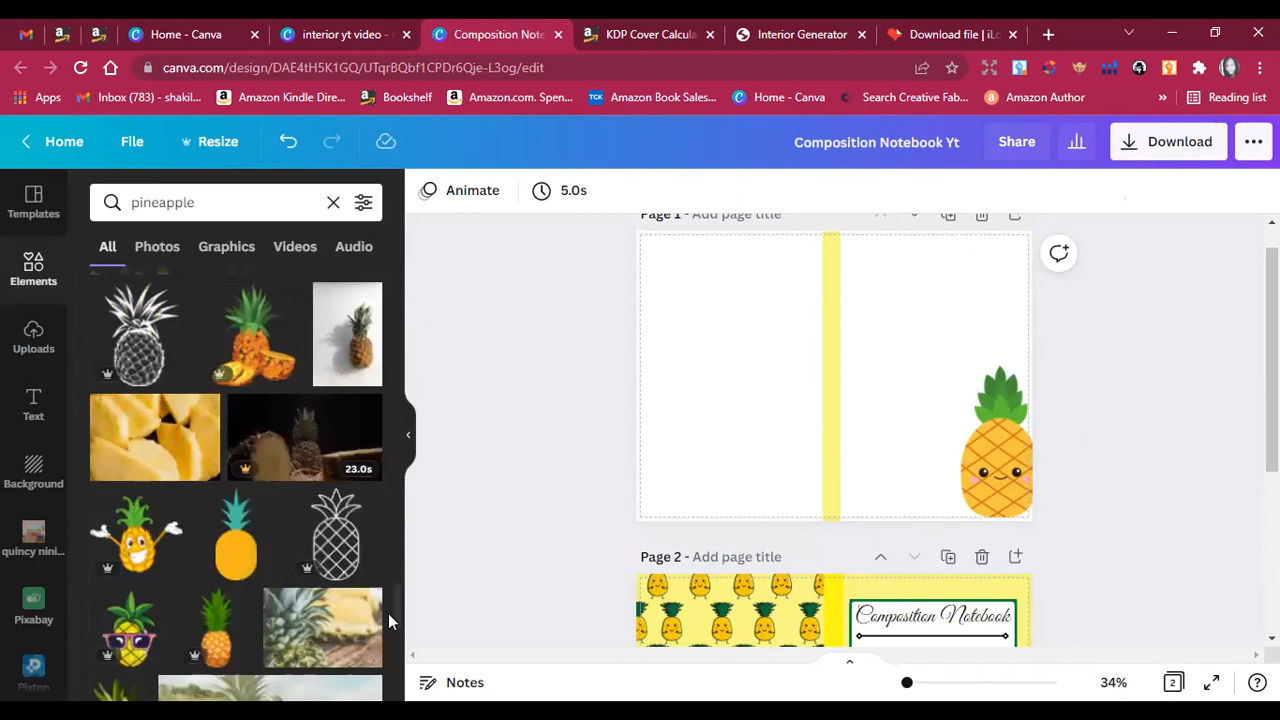 Home - Canva
interior yt video -
Composition Note
KDP Cover Calcula
Interior Generator
Download file | iLo
canva.com/design/DAE4tH5K1GQ/UTqrBQbf1CPDr6Qje-L3og/edit
Apps
Inbox (783) - shakil...
Amazon Kindle Dire...
Bookshelf
Amazon.com. Spen...
TCK
Amazon Book Sales...
Home - Canva
Search Creative Fab...
Amazon Author
»
Reading list
Home
File
Resize
Composition Notebook Yt
Share
Download
Templates
Elements
Uploads
Text
Background
quincy nini...
Pixabay
Pixton
pineapple
All
Photos
Graphics
Videos
Audio
23.0s
Animate
5.0s
Page 1 - Add page title
Page 2 - Add page title
Composition Notebook
Notes
34%
2